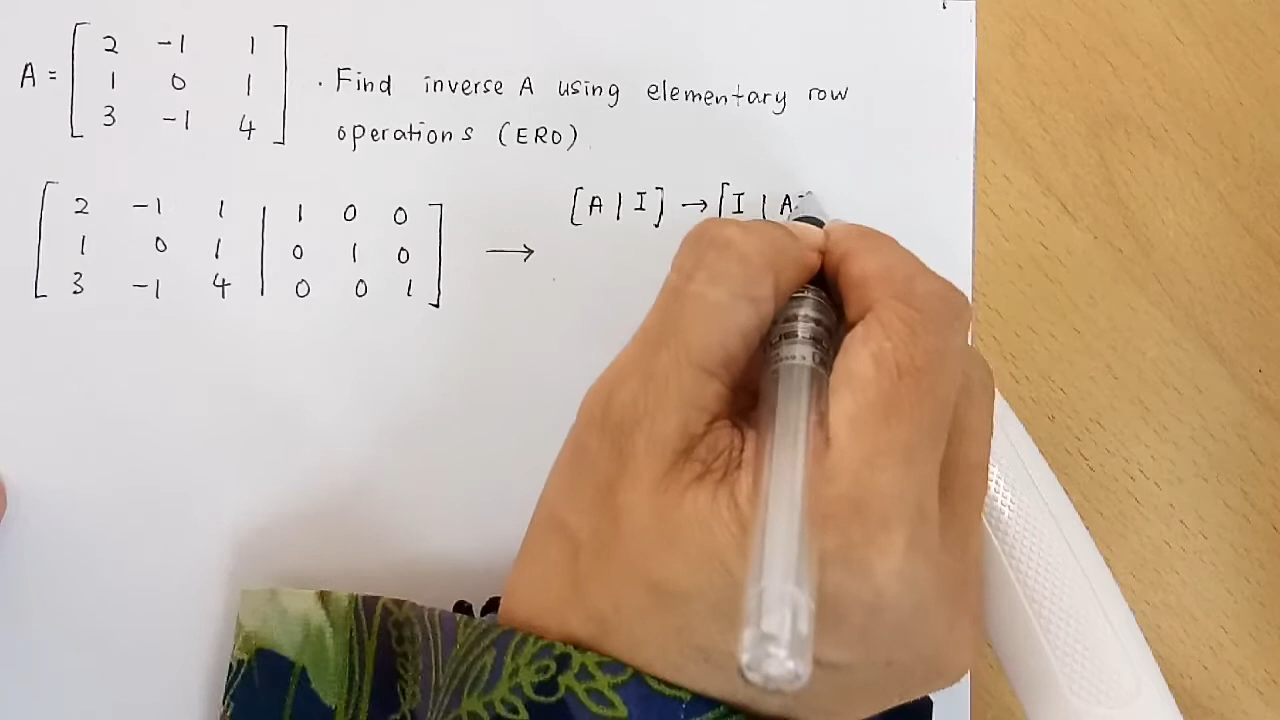 A = [ 2 -1 1
1 0 1
3 -1 4 ] . Find inverse A using elementary row
operations (ERO)
[ 2 -1 1 | 1 0 0
1 0 1 | 0 1 0
3 -1 4 | 0 0 1 ] →
[A | I] → [I | A